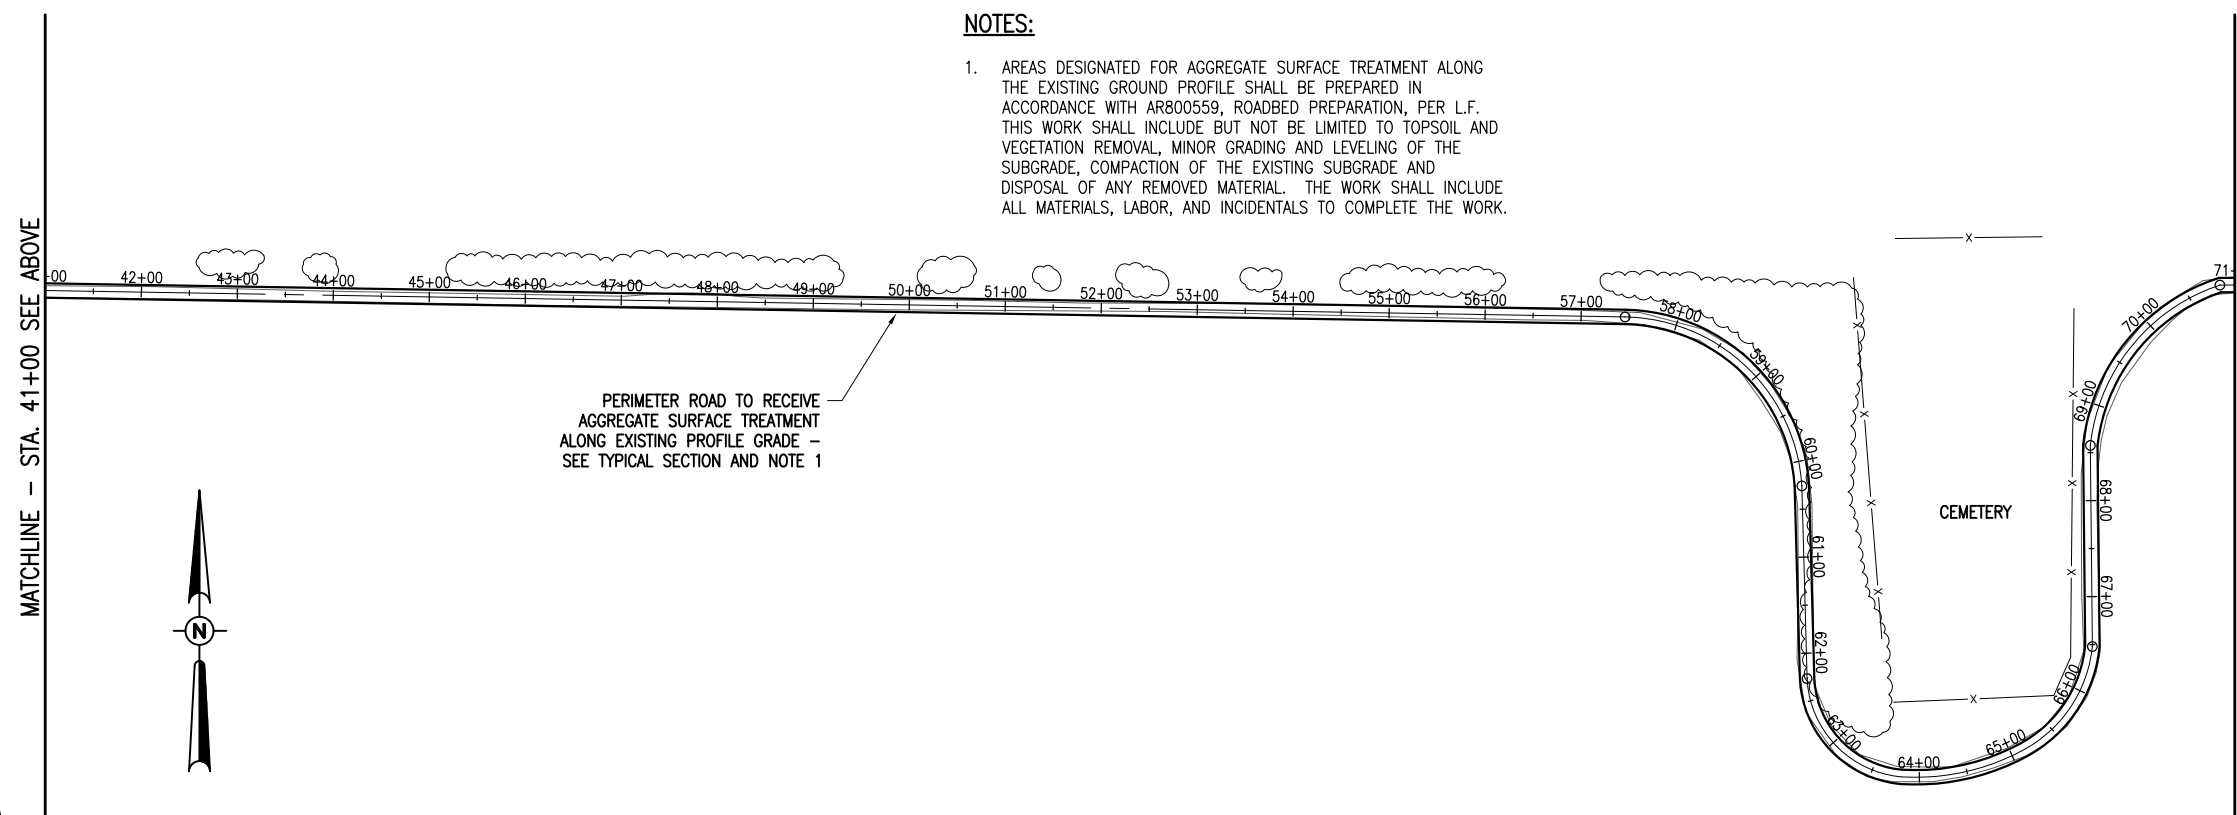 NOTES:
1. AREAS DESIGNATED FOR AGGREGATE SURFACE TREATMENT ALONG
THE EXISTING GROUND PROFILE SHALL BE PREPARED IN
ACCORDANCE WITH AR800559, ROADBED PREPARATION, PER L.F.
THIS WORK SHALL INCLUDE BUT NOT BE LIMITED TO TOPSOIL AND
VEGETATION REMOVAL, MINOR GRADING AND LEVELING OF THE
SUBGRADE, COMPACTION OF THE EXISTING SUBGRADE AND
DISPOSAL OF ANY REMOVED MATERIAL. THE WORK SHALL INCLUDE
ALL MATERIALS, LABOR, AND INCIDENTALS TO COMPLETE THE WORK.
MATCHLINE – STA. 41+00 SEE ABOVE
+00
42+00
43+00
44+00
45+00
46+00
47+00
48+00
49+00
50+00
51+00
52+00
53+00
54+00
55+00
56+00
57+00
58+00
59+00
60+00
61+00
62+00
63+00
64+00
65+00
66+00
67+00
68+00
69+00
70+00
71
PERIMETER ROAD TO RECEIVE
AGGREGATE SURFACE TREATMENT
ALONG EXISTING PROFILE GRADE –
SEE TYPICAL SECTION AND NOTE 1
CEMETERY
N
X
X
X
X
X
X
X
X
X